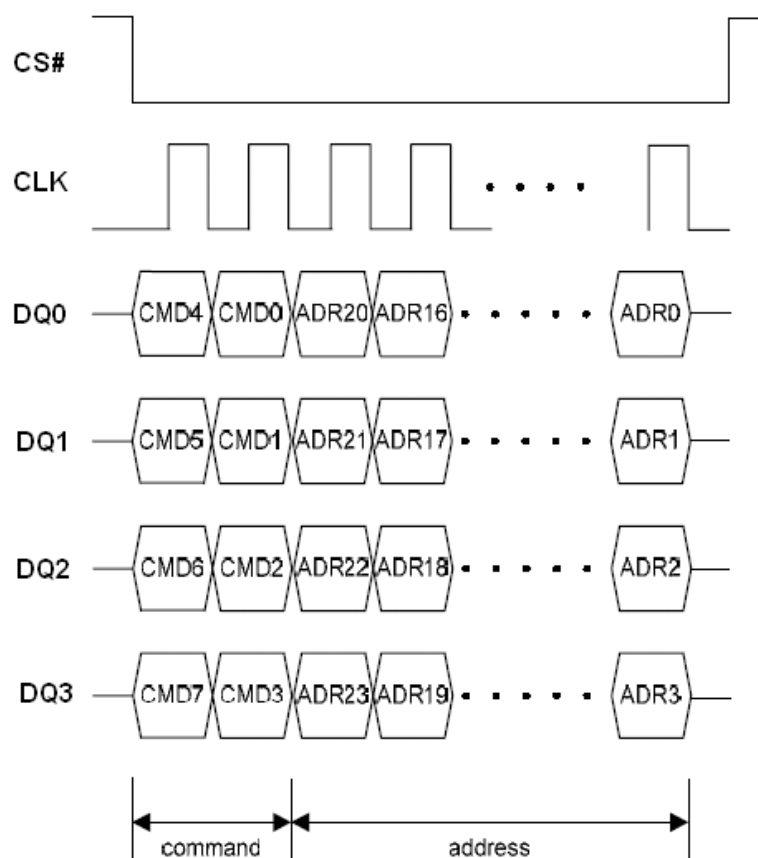 CS#
CLK
DQ0 CMD4 CMD0 ADR20 ADR16 ADR0
DQ1 CMD5 CMD1 ADR21 ADR17 ADR1
DQ2 CMD6 CMD2 ADR22 ADR18 ADR2
DQ3 CMD7 CMD3 ADR23 ADR19 ADR3
command address